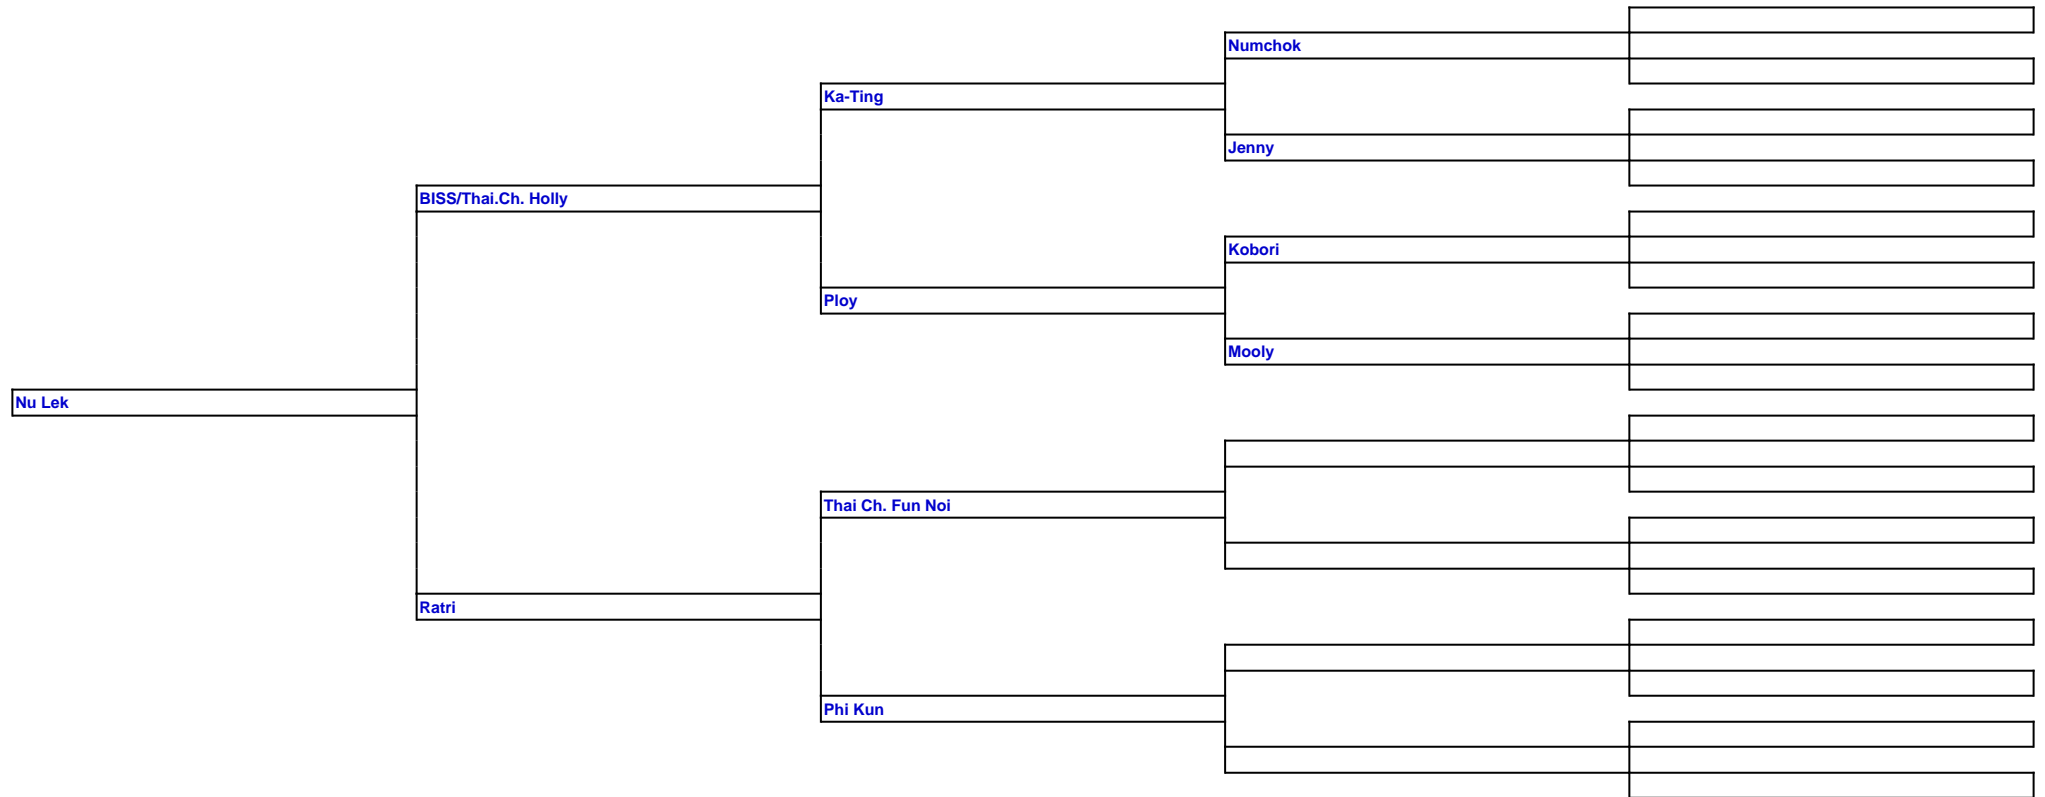 Numchok
Ka-Ting
Jenny
BISS/Thai.Ch. Holly
Kobori
Ploy
Mooly
Nu Lek
Thai Ch. Fun Noi
Ratri
Phi Kun